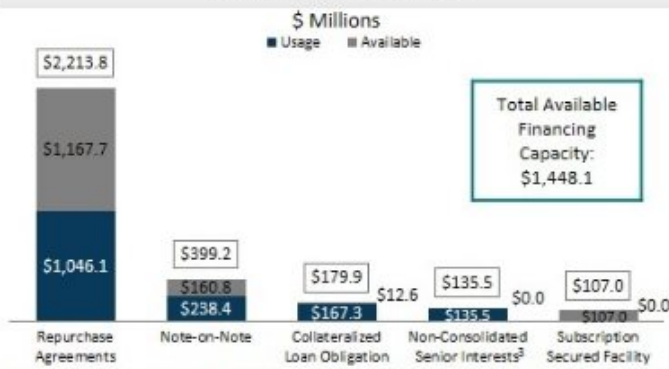 $ Millions
Usage Available
$2,213.8
$1,167.7
$1,046.1
$399.2
$160.8
$238.4
$179.9
$12.6
$167.3
$135.5
$0.0
$135.5
$107.0
$0.0
$107.0
Total Available
Financing
Capacity:
$1,448.1
Repurchase
Agreements
Note-on-Note
Collateralized
Loan Obligation
Non-Consolidated
Senior Interests³
Subscription
Secured Facility